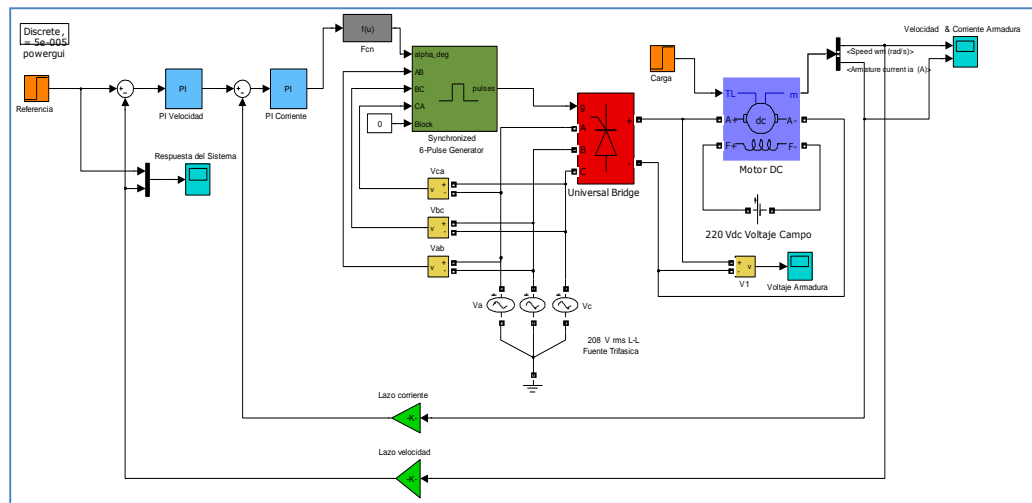 Discrete,
= 5e-005
powergui
Referencia
PI
PI Velocidad
PI
PI Corriente
f(u)
Fcn
alpha_deg
AB
BC
CA
Block
pulses
0
Synchronized
6-Pulse Generator
g
A
B
C
+
-
Universal Bridge
Carga
TL
m
A+
dc
A-
F+
F-
Motor DC
Velocidad & Corriente Armadura
<Speed wm (rad/s)>
<Armature current ia (A)>
Respuesta del Sistema
Vca
v
+
-
Vbc
v
+
-
Vab
v
+
-
220 Vdc Voltaje Campo
+
-
v
V1
Voltaje Armadura
Va
Vc
208 V rms L-L
Fuente Trifasica
Lazo corriente
-K-
Lazo velocidad
-K-